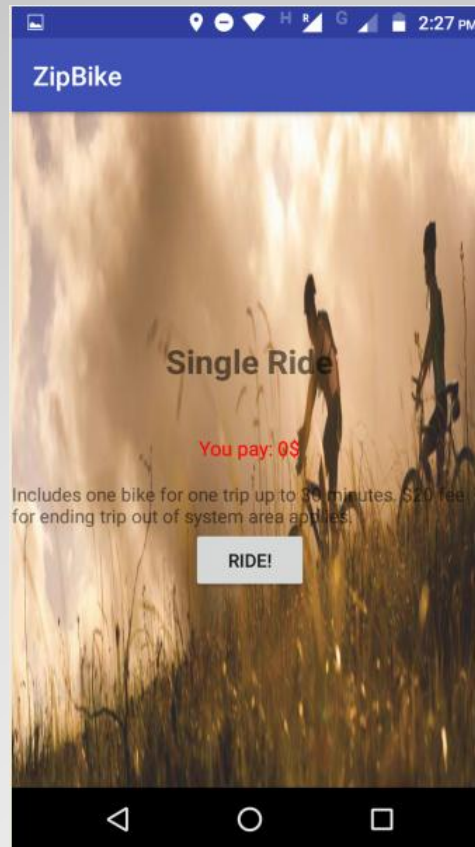 H R G 2:27 PM
ZipBike
Single Ride
You pay: 0$
Includes one bike for one trip up to 30 minutes. $20 fee
for ending trip out of system area applies.
RIDE!